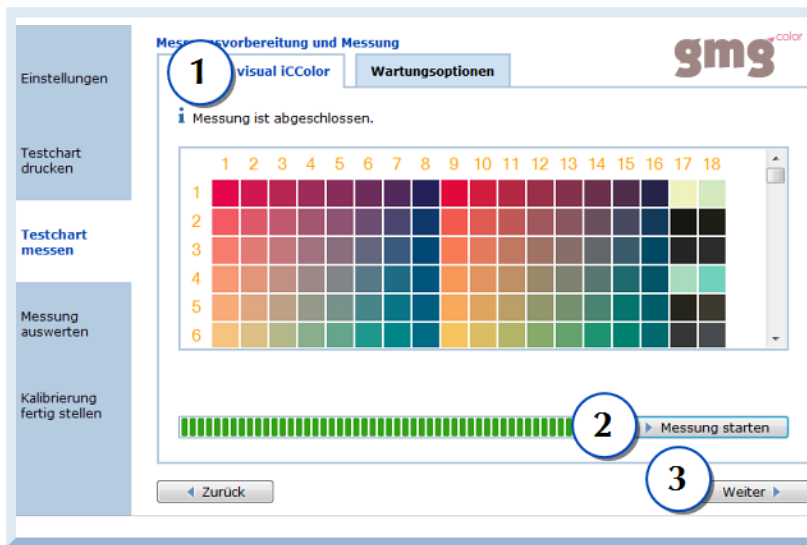 Messungsvorbereitung und Messung
gmg color
1
visual iCColor
Wartungsoptionen
Einstellungen
i Messung ist abgeschlossen.
Testchart
drucken
1 2 3 4 5 6 7 8 9 10 11 12 13 14 15 16 17 18
1
2
3
4
5
6
Testchart
messen
Messung
auswerten
Kalibrierung
fertig stellen
2
Messung starten
3
Zurück
Weiter